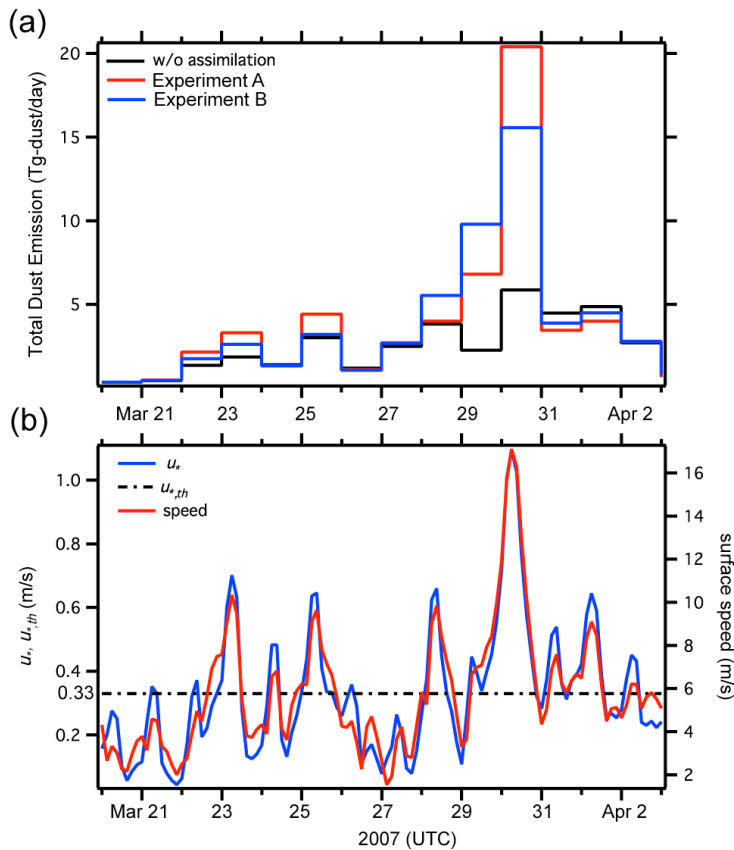 (a)
20
15
10
5
Total Dust Emission (Tg-dust/day)
w/o assimilation
Experiment A
Experiment B
Mar 21 23 25 27 29 31 Apr 2
(b)
1.0
0.8
0.6
0.4
0.33
0.2
u*, u*,th (m/s)
u*
u*,th
speed
16
14
12
10
8
6
4
2
surface speed (m/s)
Mar 21 23 25 27 29 31 Apr 2
2007 (UTC)